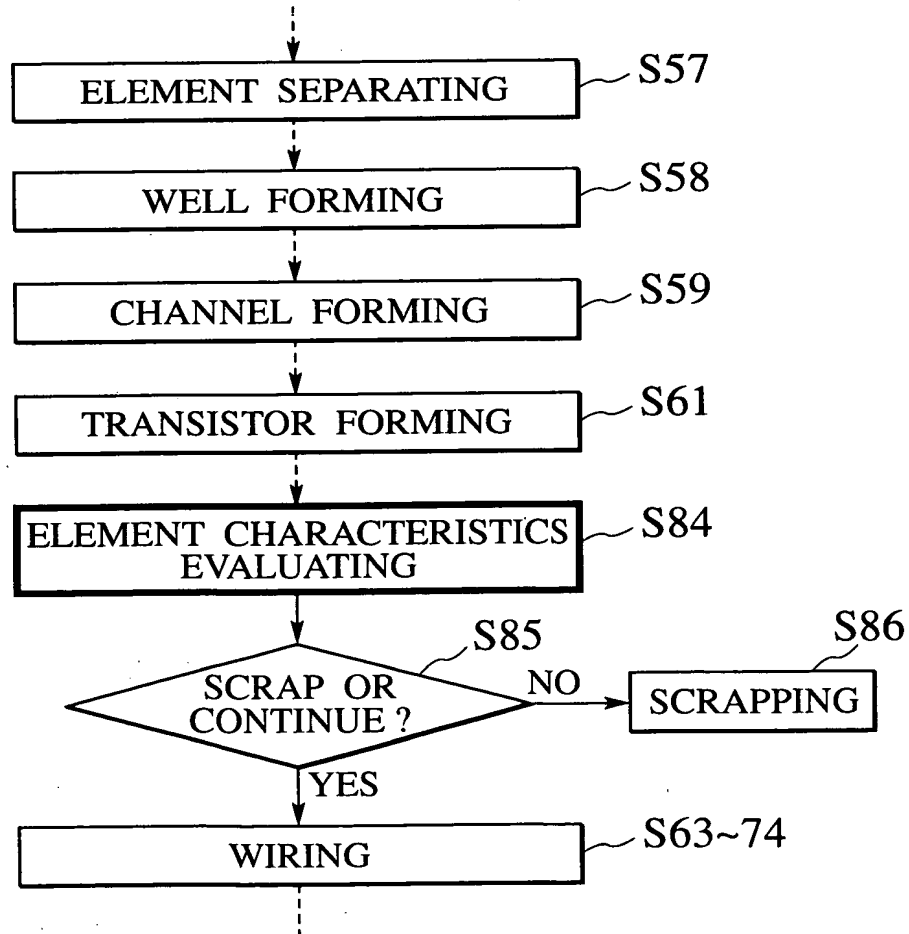 ELEMENT SEPARATING
S57
WELL FORMING
S58
CHANNEL FORMING
S59
TRANSISTOR FORMING
S61
ELEMENT CHARACTERISTICS
EVALUATING
S84
SCRAP OR
CONTINUE ?
S85
NO
SCRAPPING
S86
YES
WIRING
S63~74